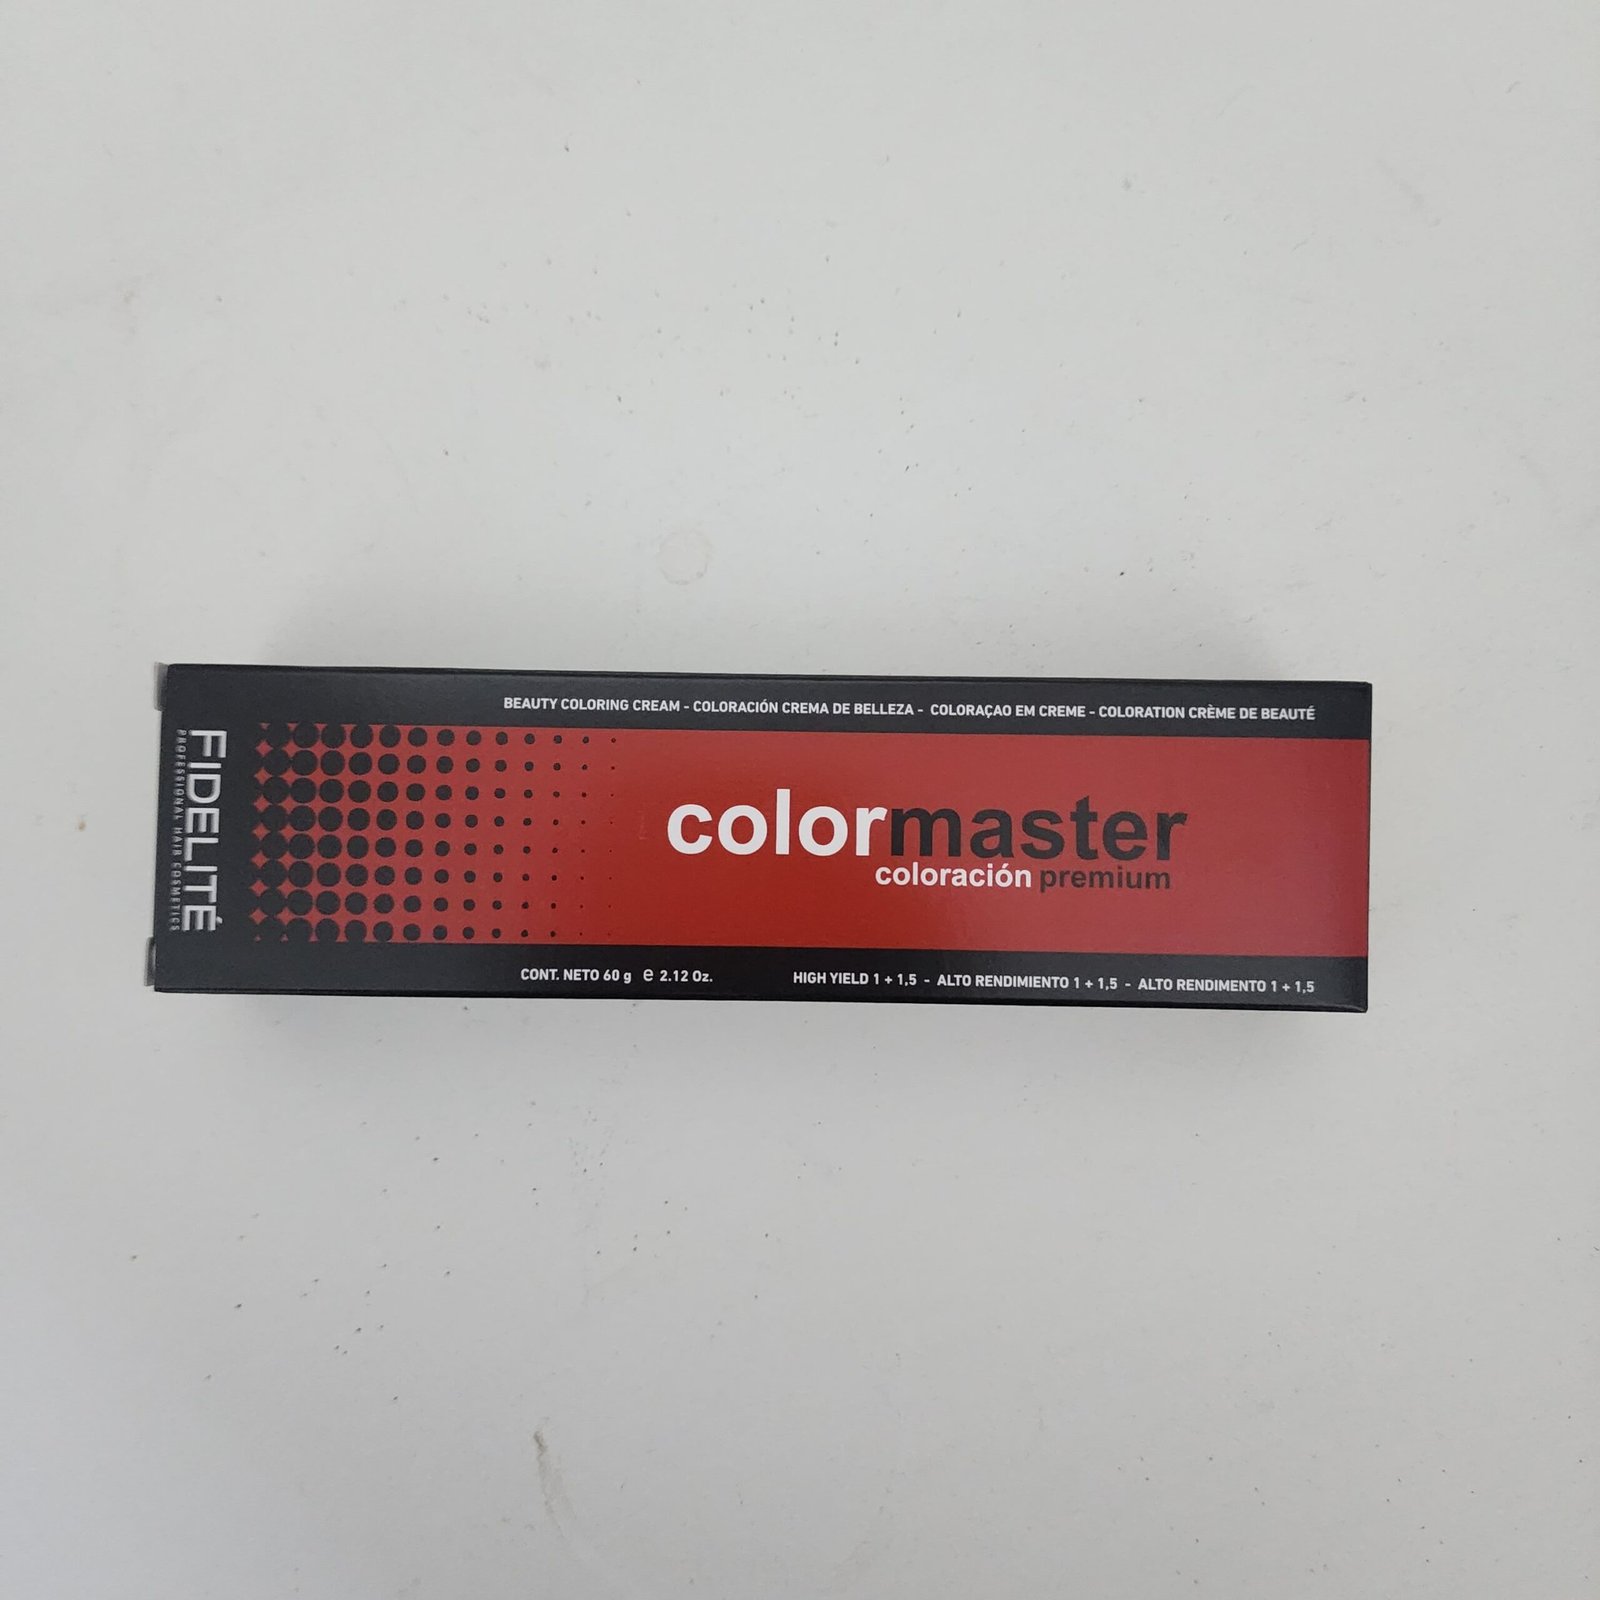 BEAUTY COLORING CREAM - COLORACIÓN CREMA DE BELLEZA - COLORAÇAO EM CREME - COLORATION CRÈME DE BEAUTÉ
FIDELITÉ
PROFESSIONAL HAIR COSMETICS
colormaster
coloración premium
CONT. NETO 60 g e 2.12 Oz.
HIGH YIELD 1 + 1,5 - ALTO RENDIMIENTO 1 + 1,5 - ALTO RENDIMENTO 1 + 1,5